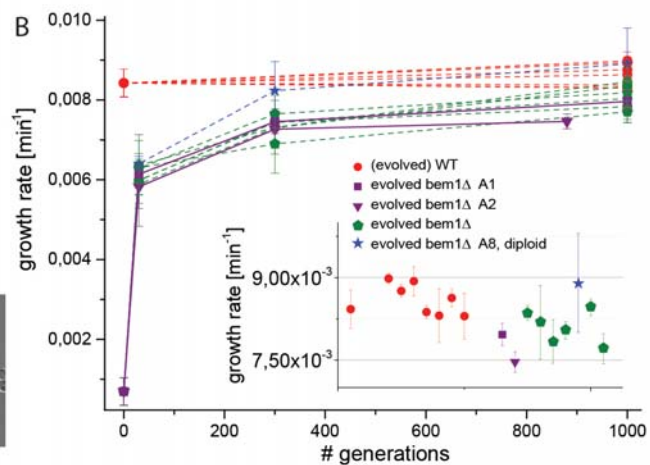 B
0,010
0,008
0,006
0,004
0,002
growth rate [min-1]
(evolved) WT
evolved bem1Δ A1
evolved bem1Δ A2
evolved bem1Δ
evolved bem1Δ A8, diploid
growth rate [min-1]
9,00x10-3
7,50x10-3
0
200
400
600
800
1000
# generations